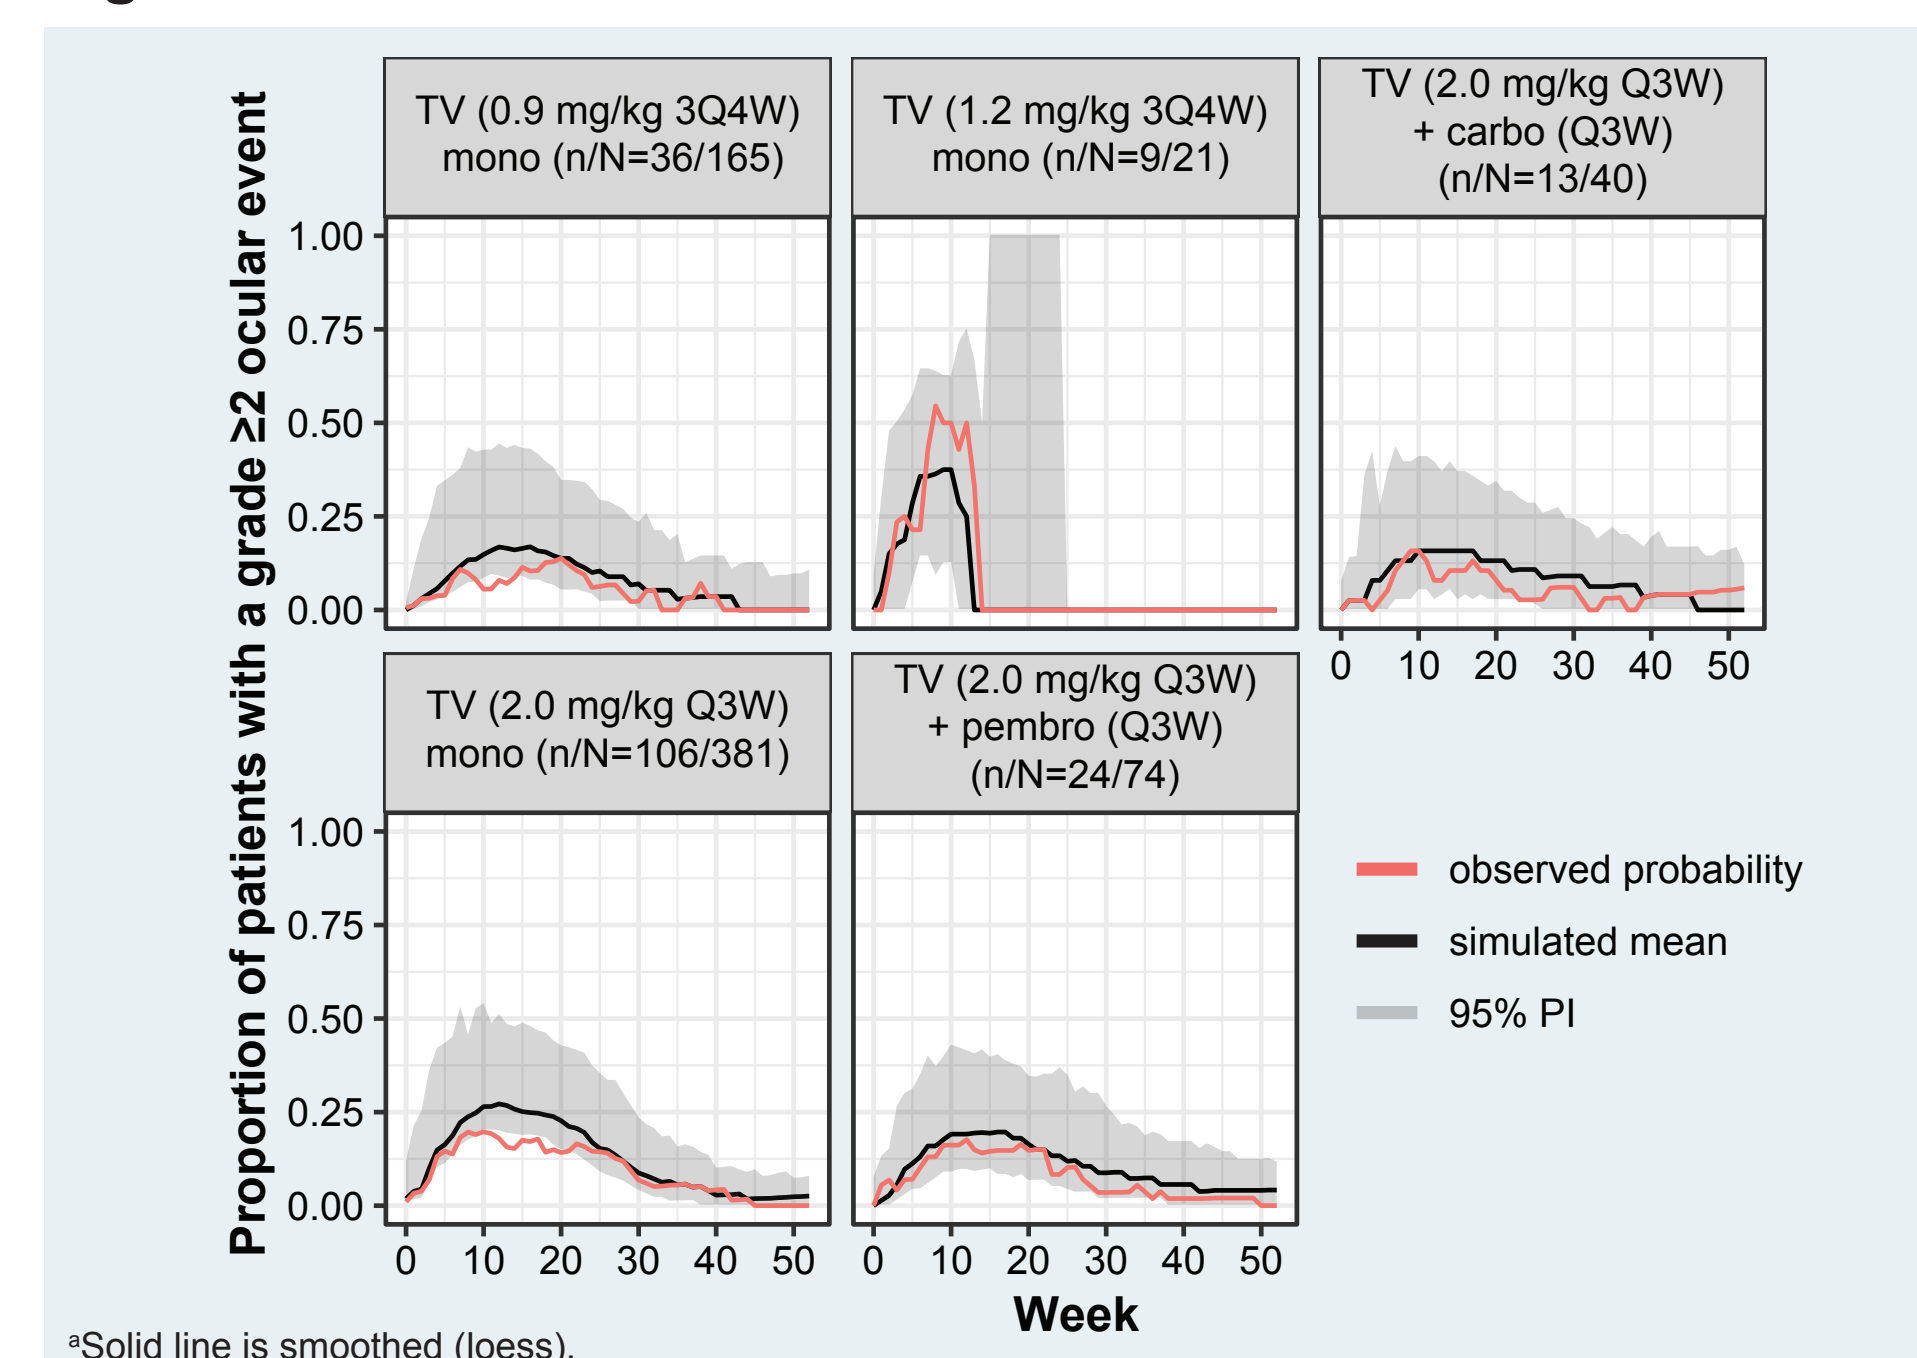 Proportion of patients with a grade ≥2 ocular event
TV (0.9 mg/kg 3Q4W)
mono (n/N=36/165)
TV (1.2 mg/kg 3Q4W)
mono (n/N=9/21)
TV (2.0 mg/kg Q3W)
+ carbo (Q3W)
(n/N=13/40)
1.00
0.75
0.50
0.25
0.00
0 10 20 30 40 50
TV (2.0 mg/kg Q3W)
mono (n/N=106/381)
TV (2.0 mg/kg Q3W)
+ pembro (Q3W)
(n/N=24/74)
1.00
0.75
0.50
0.25
0.00
0 10 20 30 40 50
0 10 20 30 40 50
observed probability
simulated mean
95% PI
Week
ᵃSolid line is smoothed (loess).